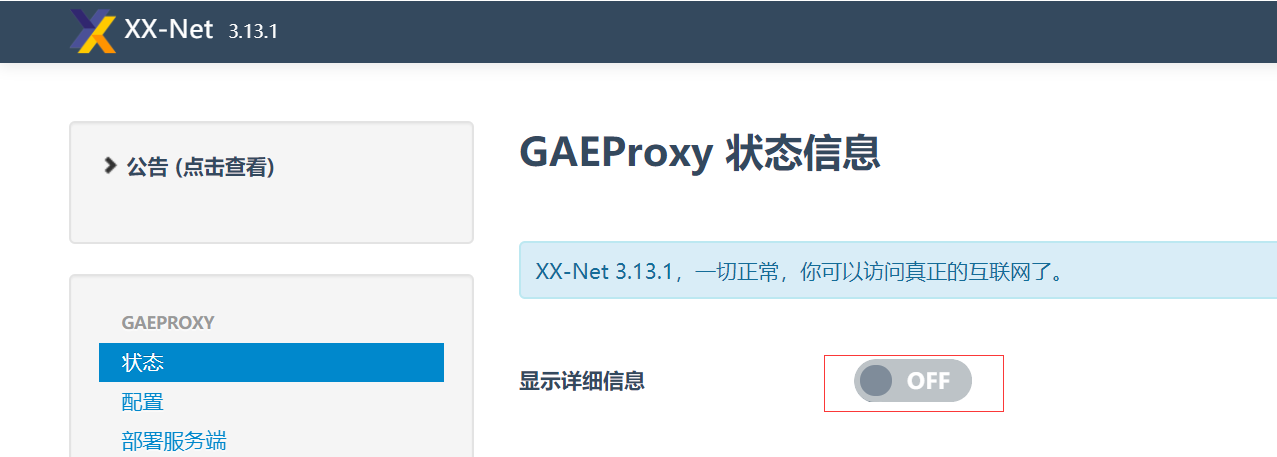 XX-Net 3.13.1
公告 (点击查看)
GAEPROXY
状态
配置
部署服务端
GAEProxy 状态信息
XX-Net 3.13.1，一切正常，你可以访问真正的互联网了。
显示详细信息
OFF